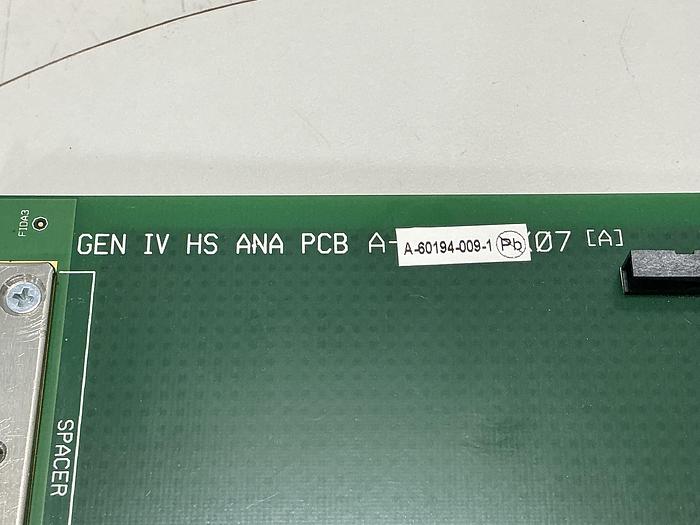 FIDA3
GEN IV HS ANA PCB A- A-60194-009-1 Pb 07 [A]
SPACER